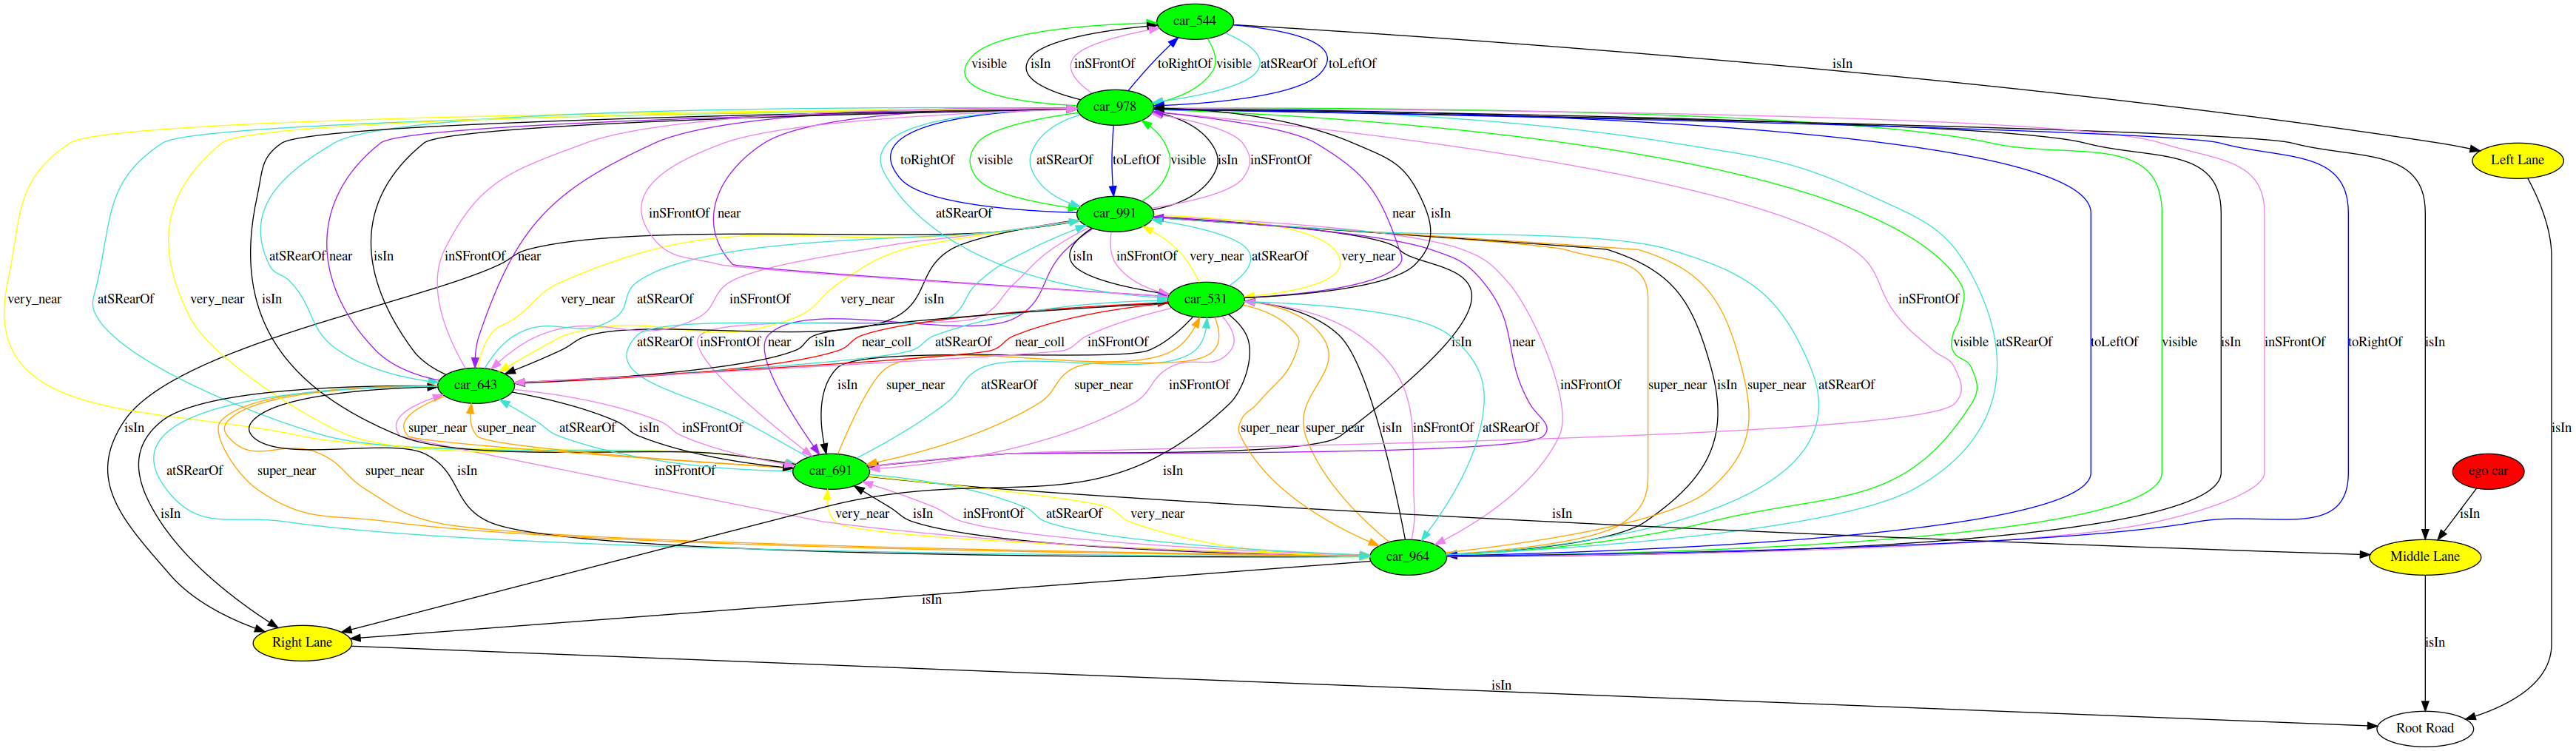 car_544
visible isIn inSFrontOf toRightOf visible atSRearOf toLeftOf isIn
car_978
toRightOf visible atSRearOf toLeftOf visible isIn inSFrontOf Left Lane
atSRearOf inSFrontOf near car_991 near isIn
atSRearOf near isIn inSFrontOf near isIn inSFrontOf very_near atSRearOf very_near
very_near atSRearOf very_near isIn very_near atSRearOf inSFrontOf very_near isIn car_531 inSFrontOf
isIn near_coll atSRearOf inSFrontOf near isIn near_coll atSRearOf near_coll inSFrontOf isIn near visible atSRearOf toLeftOf visible isIn inSFrontOf toRightOf isIn
car_643 isIn super_near atSRearOf super_near inSFrontOf inSFrontOf super_near isIn super_near atSRearOf
isIn super_near super_near atSRearOf isIn inSFrontOf super_near super_near isIn inSFrontOf atSRearOf isIn
atSRearOf super_near super_near isIn inSFrontOf car_691 isIn ego car
isIn very_near isIn inSFrontOf atSRearOf very_near isIn isIn
car_964 Middle Lane
isIn
Right Lane isIn
isIn
Root Road